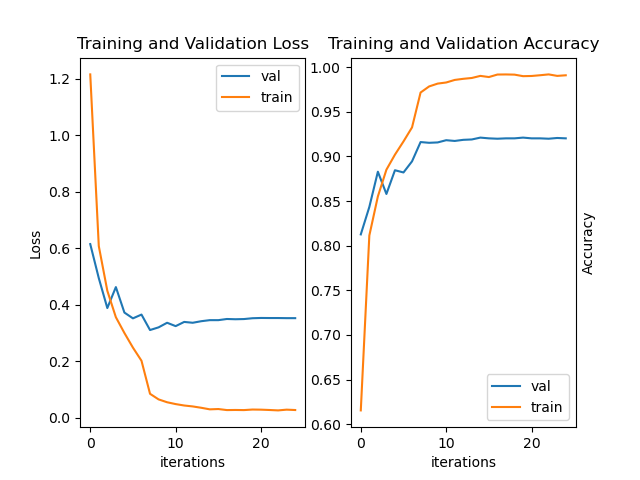 Training and Validation Loss
Training and Validation Accuracy
1.2
1.0
0.8
0.6
0.4
0.2
0.0
Loss
0
10
20
iterations
val
train
1.00
0.95
0.90
0.85
0.80
0.75
0.70
0.65
0.60
0
10
20
iterations
val
train
Accuracy